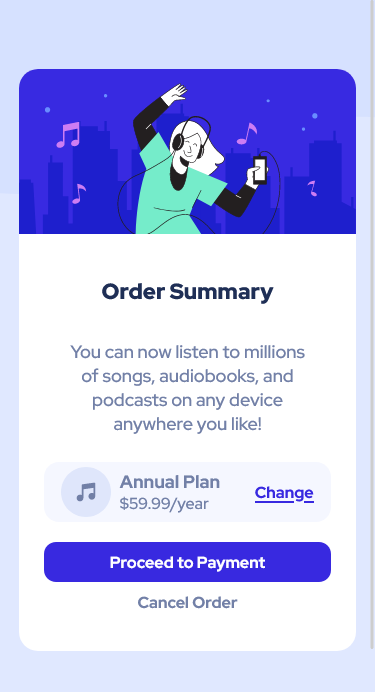 Order Summary
You can now listen to millions
of songs, audiobooks, and
podcasts on any device
anywhere you like!
Annual Plan
$59.99/year
Change
Proceed to Payment
Cancel Order